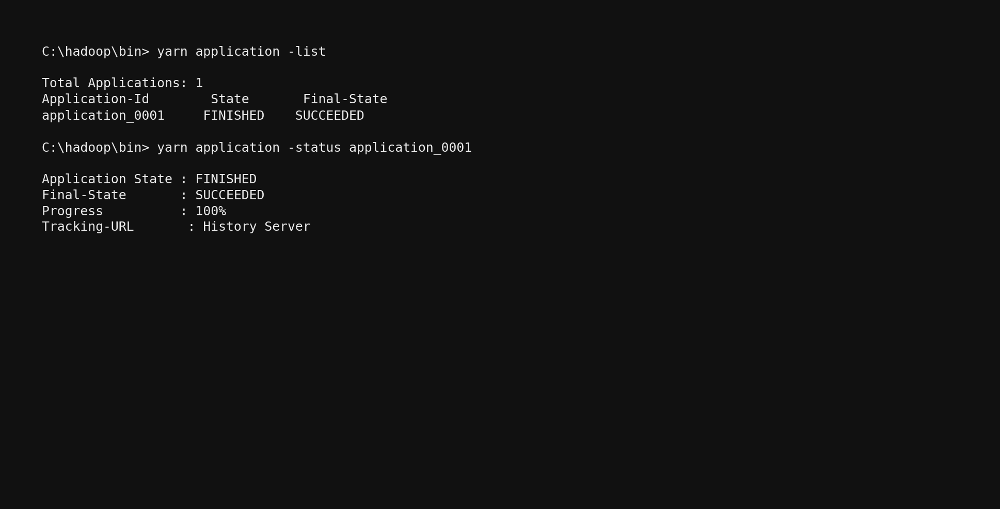 C:\hadoop\bin> yarn application -list
Total Applications: 1
Application-Id        State       Final-State
application_0001     FINISHED    SUCCEEDED
C:\hadoop\bin> yarn application -status application_0001
Application State : FINISHED
Final-State       : SUCCEEDED
Progress          : 100%
Tracking-URL       : History Server